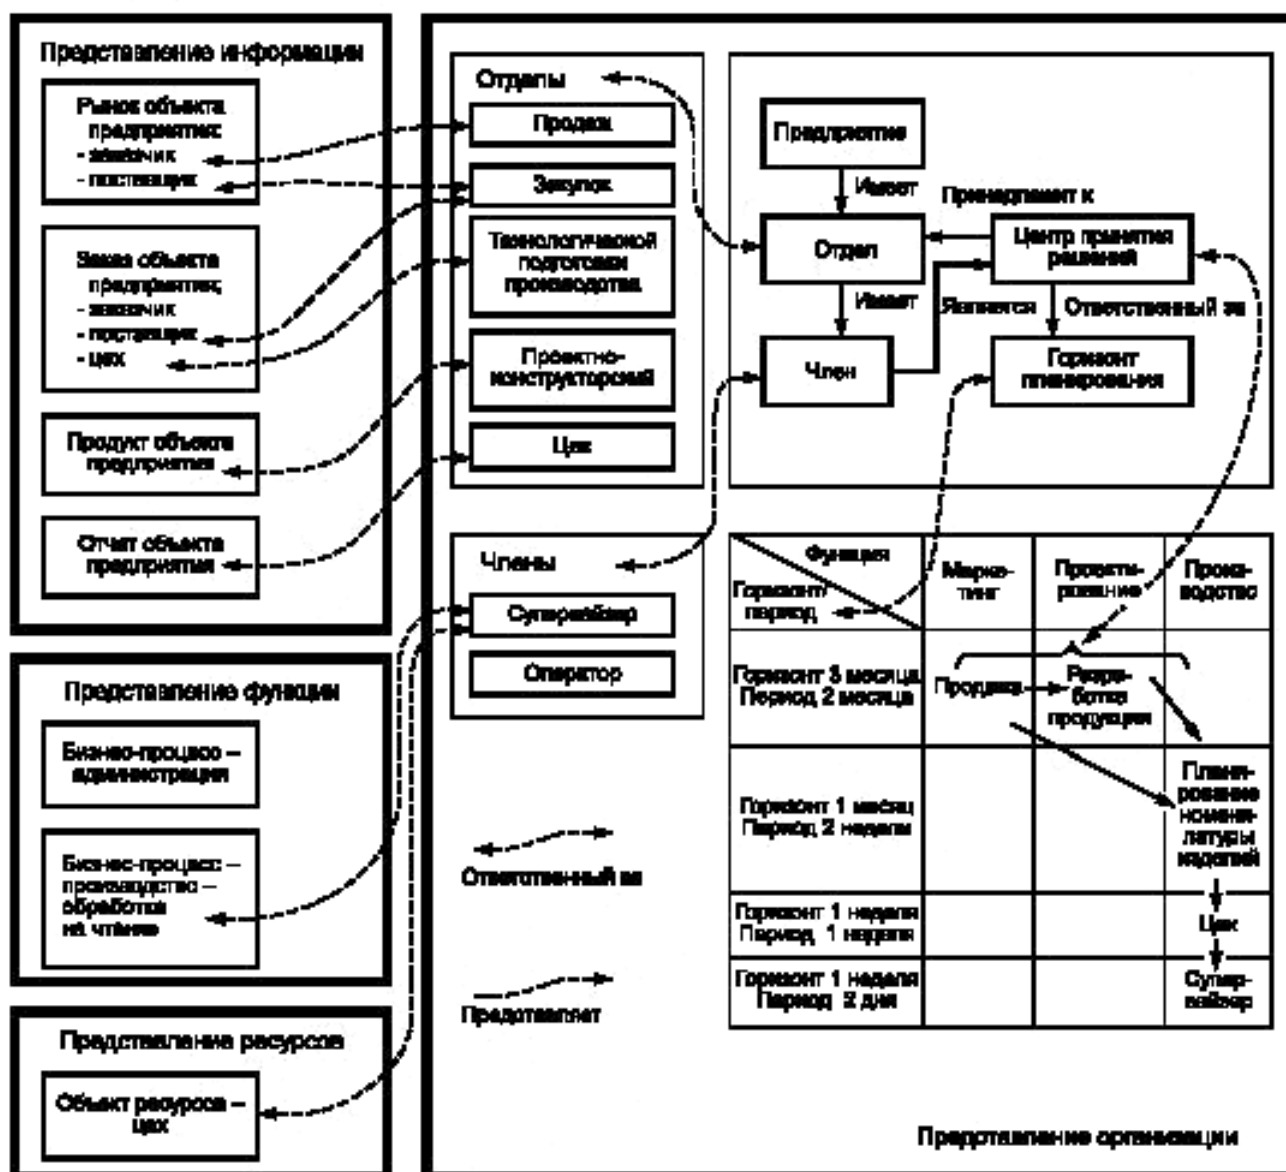 Представление информации
Рынок объекта
предприятия:
- заказчик
- поставщик
Заказ объекта
предприятия;
- заказчик
- поставщик
- цех
Продукт объекта
предприятия
Отчет объекта
предприятия
Представление функции
Бизнес-процесс –
администрация
Бизнес-процесс –
производство –
обработка
на чтение
Представление ресурсов
Объект ресурсов –
цех
Отделы
Продаж
Закупок
Технологической
подготовки
производства
Проектно-
конструкторский
Цех
Члены
Супервайзер
Оператор
Ответственный за
Предоставляет
Предприятие
Имеет
Принадлежит к
Отдел
Центр принятия
решений
Имеет
Является
Ответственный за
Член
Горизонт
планирования
Функция
Горизонт/
период
Марке-
тинг
Проекти-
рование
Произ-
водство
Горизонт 3 месяца
Период 2 месяца
Продажа
Разра-
ботка
продукции
Горизонт 1 месяц
Период 2 недели
Плани-
рование
номенк-
латуры
изделий
Горизонт 1 неделя
Период 1 неделя
Цех
Горизонт 1 неделя
Период 2 дня
Супер-
вайзер
Представление организации